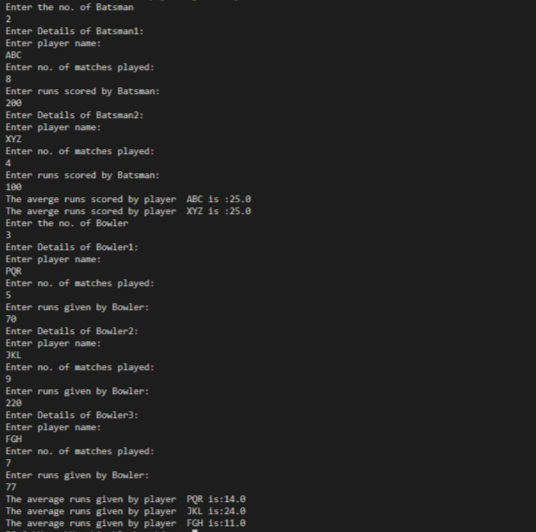 Enter the no. of Batsman
2
Enter Details of Batsman1:
Enter player name:
ABC
Enter no. of matches played:
8
Enter runs scored by Batsman:
200
Enter Details of Batsman2:
Enter player name:
XYZ
Enter no. of matches played:
4
Enter runs scored by Batsman:
100
The averge runs scored by player  ABC is :25.0
The averge runs scored by player  XYZ is :25.0
Enter the no. of Bowler
3
Enter Details of Bowler1:
Enter player name:
PQR
Enter no. of matches played:
5
Enter runs given by Bowler:
70
Enter Details of Bowler2:
Enter player name:
JKL
Enter no. of matches played:
9
Enter runs given by Bowler:
220
Enter Details of Bowler3:
Enter player name:
FGH
Enter no. of matches played:
7
Enter runs given by Bowler:
77
The average runs given by player  PQR is:14.0
The average runs given by player  JKL is:24.0
The average runs given by player  FGH is:11.0